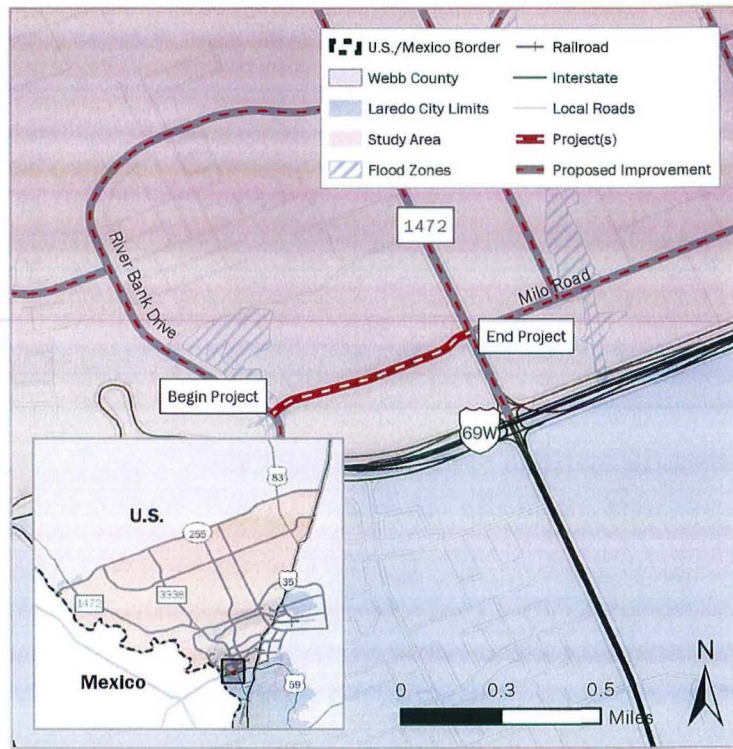 U.S./Mexico Border
Webb County
Laredo City Limits
Study Area
Flood Zones
Railroad
Interstate
Local Roads
Project(s)
Proposed Improvement
1472
River Bank Drive
Milo Road
End Project
Begin Project
69W
83
U.S.
255
35
3338
1472
Mexico
59
N
0 0.3 0.5
Miles